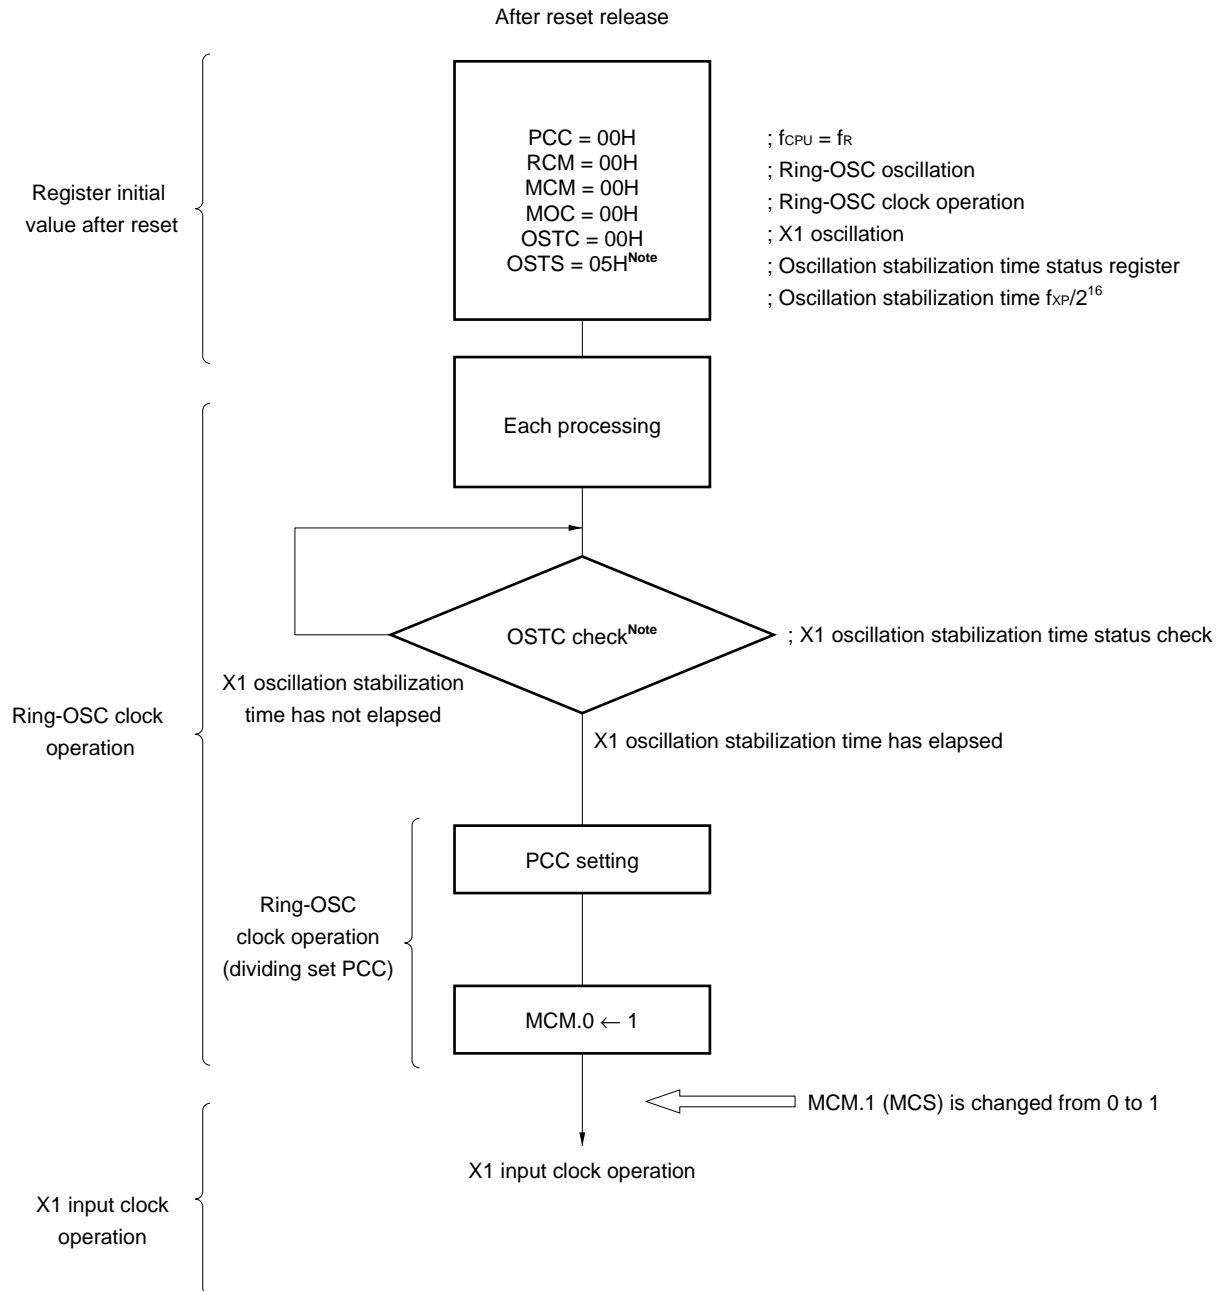 After reset release
Register initial
value after reset
PCC = 00H
RCM = 00H
MCM = 00H
MOC = 00H
OSTC = 00H
OSTS = 05HNote
; fCPU = fR
; Ring-OSC oscillation
; Ring-OSC clock operation
; X1 oscillation
; Oscillation stabilization time status register
; Oscillation stabilization time fXP/2^16
Each processing
OSTC checkNote
; X1 oscillation stabilization time status check
X1 oscillation stabilization
time has not elapsed
Ring-OSC clock
operation
X1 oscillation stabilization time has elapsed
PCC setting
Ring-OSC
clock operation
(dividing set PCC)
MCM.0 ← 1
MCM.1 (MCS) is changed from 0 to 1
X1 input clock operation
X1 input clock
operation